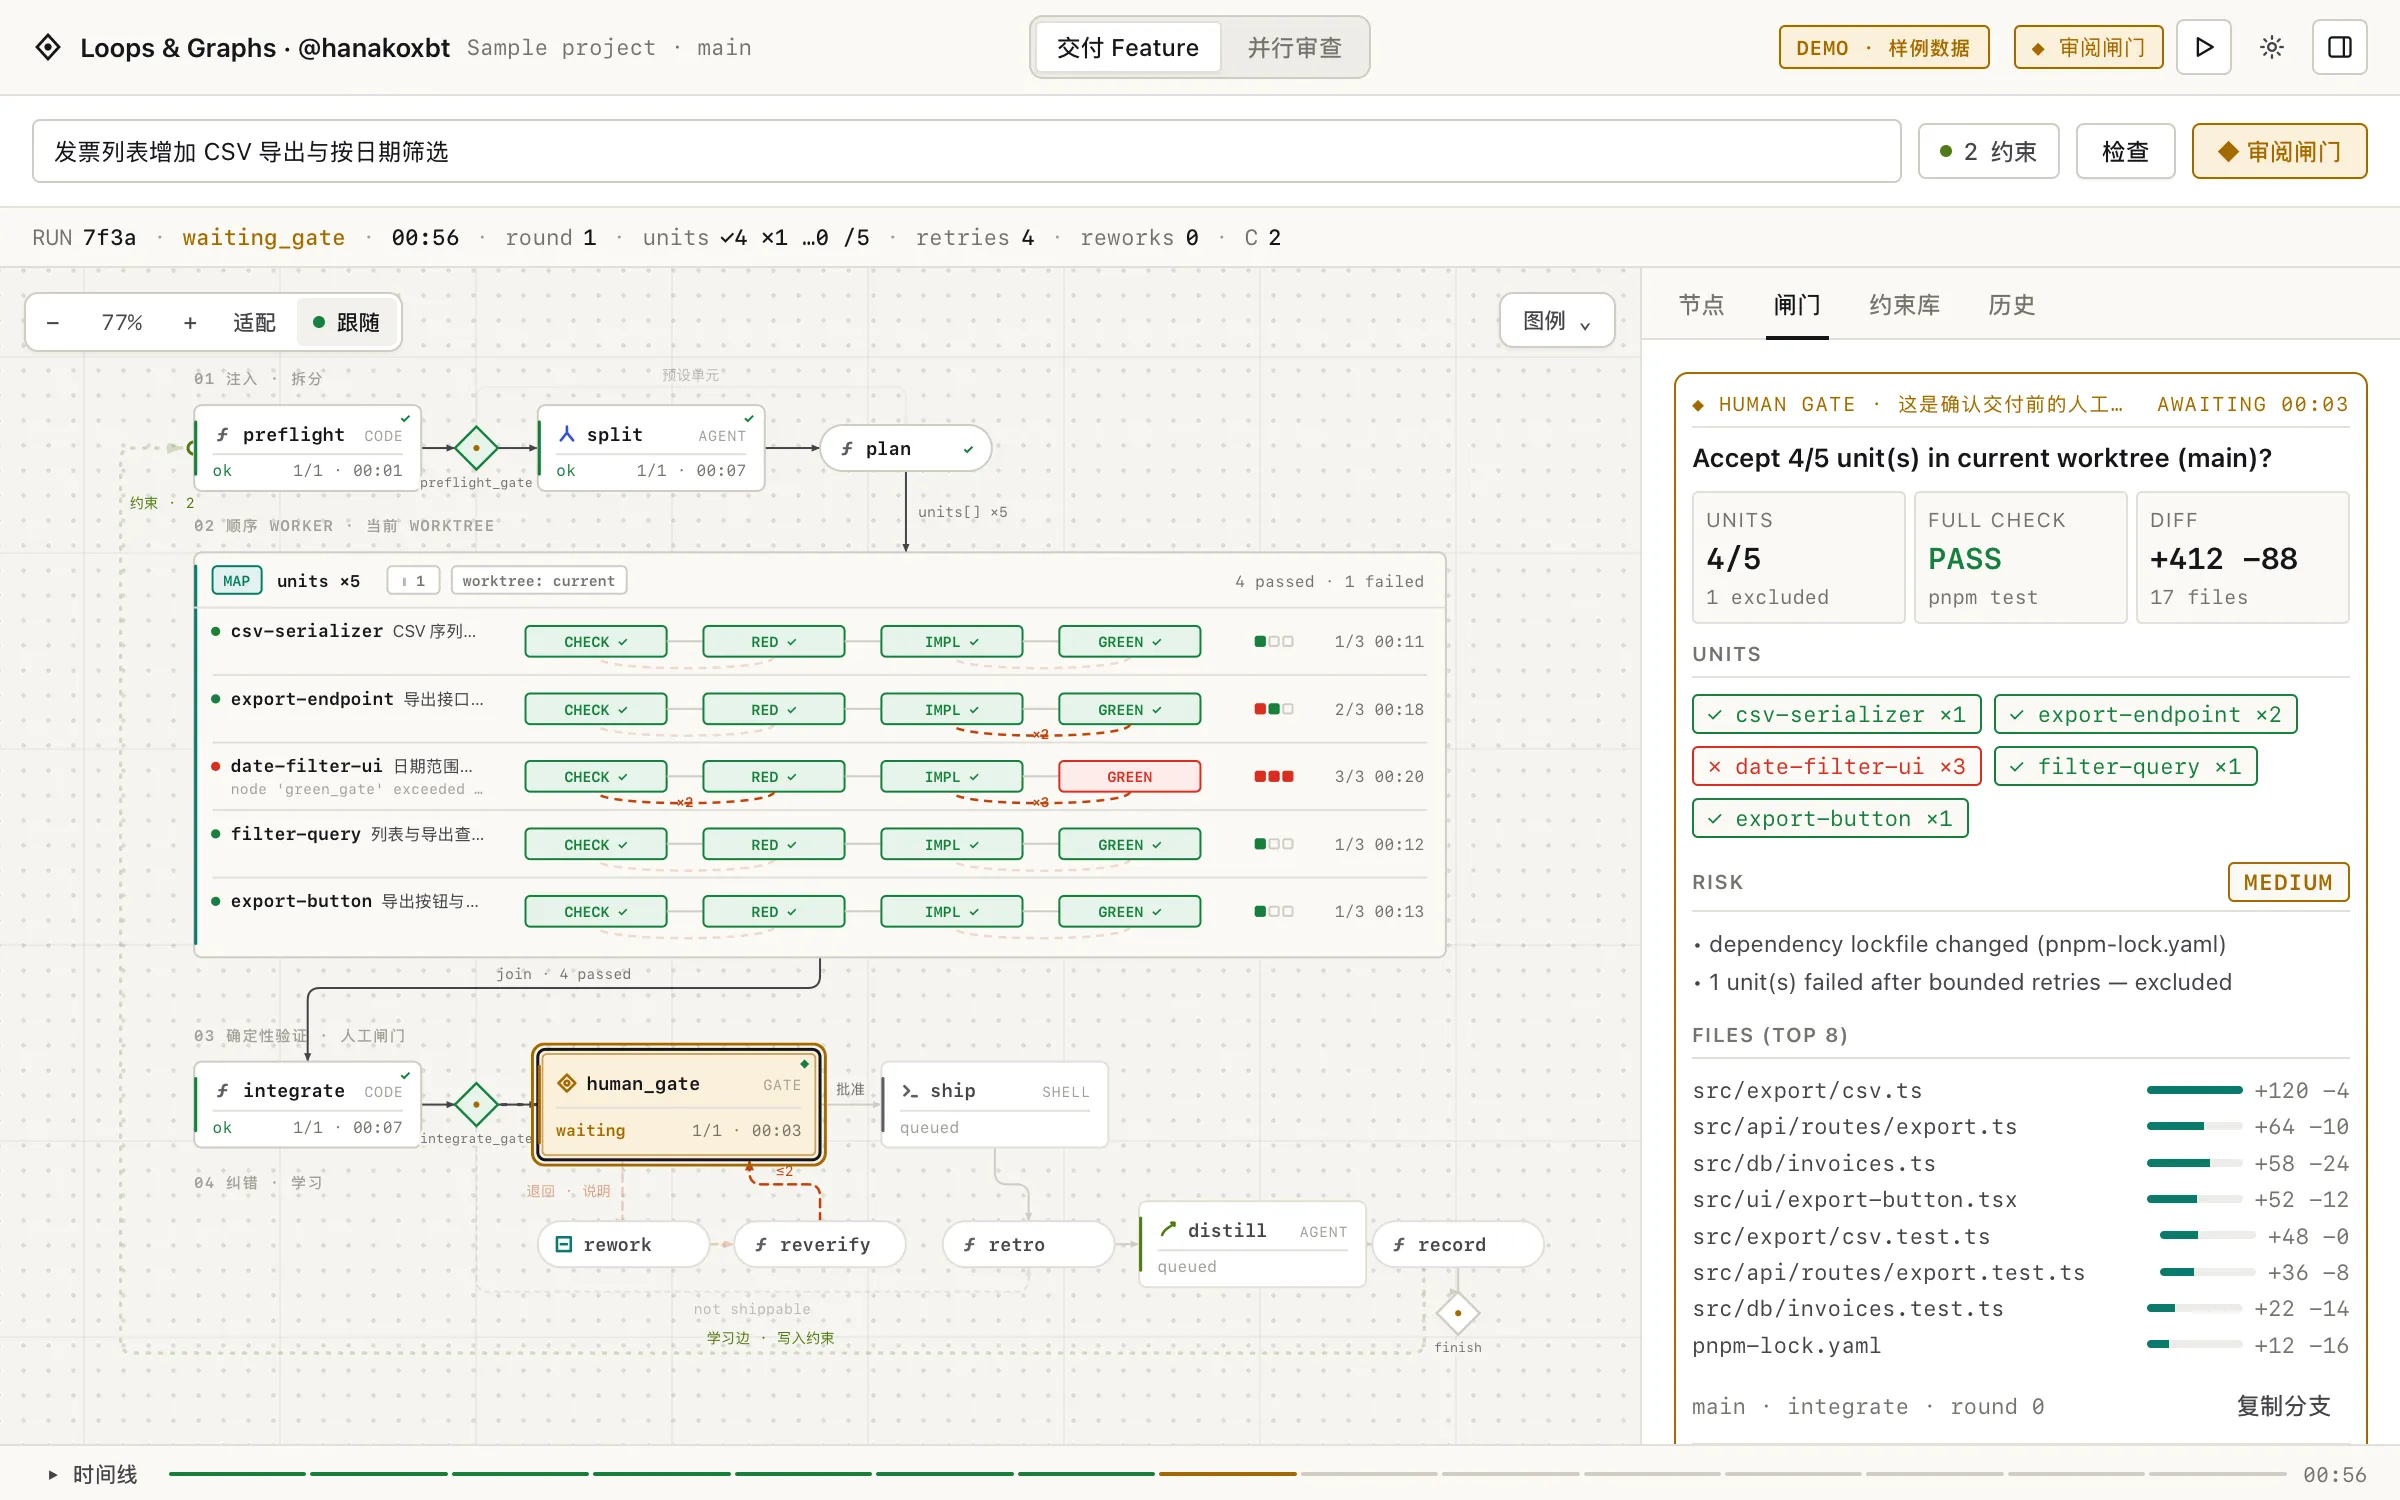 Loops & Graphs · @hanakoxbt Sample project · main
交付 Feature 并行审查
DEMO · 样例数据
◆ 审阅闸门
发票列表增加 CSV 导出与按日期筛选
2 约束
检查
◆ 审阅闸门
RUN 7f3a · waiting_gate · 00:56 · round 1 · units ✓4 ×1 …0 /5 · retries 4 · reworks 0 · C 2
− 77% + 适配 跟随
图例
01 注入 · 拆分
预设单元
ƒ preflight CODE
ok 1/1 · 00:01
preflight_gate
split AGENT
ok 1/1 · 00:07
ƒ plan ✓
约束 · 2
units[] ×5
02 顺序 WORKER · 当前 WORKTREE
MAP units ×5 1 worktree: current 4 passed · 1 failed
csv-serializer CSV 序列… CHECK ✓ RED ✓ IMPL ✓ GREEN ✓ 1/3 00:11
export-endpoint 导出接口… CHECK ✓ RED ✓ IMPL ✓ GREEN ✓ 2/3 00:18
×2
date-filter-ui 日期范围… CHECK ✓ RED ✓ IMPL ✓ GREEN 3/3 00:20
node 'green_gate' exceeded …
×2 ×3
filter-query 列表与导出查… CHECK ✓ RED ✓ IMPL ✓ GREEN ✓ 1/3 00:12
export-button 导出按钮与… CHECK ✓ RED ✓ IMPL ✓ GREEN ✓ 1/3 00:13
join · 4 passed
03 确定性验证 · 人工闸门
ƒ integrate CODE
ok 1/1 · 00:07
integrate_gate
human_gate GATE
waiting 1/1 · 00:03
批准
ship SHELL
queued
≤2
04 纠错 · 学习
退回 · 说明
rework
ƒ reverify
ƒ retro
distill AGENT
queued
ƒ record
not shippable
学习边 · 写入约束
finish
节点 闸门 约束库 历史
◆ HUMAN GATE · 这是确认交付前的人工… AWAITING 00:03
Accept 4/5 unit(s) in current worktree (main)?
UNITS
4/5
1 excluded
FULL CHECK
PASS
pnpm test
DIFF
+412 −88
17 files
UNITS
✓ csv-serializer ×1
✓ export-endpoint ×2
× date-filter-ui ×3
✓ filter-query ×1
✓ export-button ×1
RISK MEDIUM
• dependency lockfile changed (pnpm-lock.yaml)
• 1 unit(s) failed after bounded retries — excluded
FILES (TOP 8)
src/export/csv.ts +120 −4
src/api/routes/export.ts +64 −10
src/db/invoices.ts +58 −24
src/ui/export-button.tsx +52 −12
src/export/csv.test.ts +48 −0
src/api/routes/export.test.ts +36 −8
src/db/invoices.test.ts +22 −14
pnpm-lock.yaml +12 −16
main · integrate · round 0 复制分支
▸ 时间线 00:56